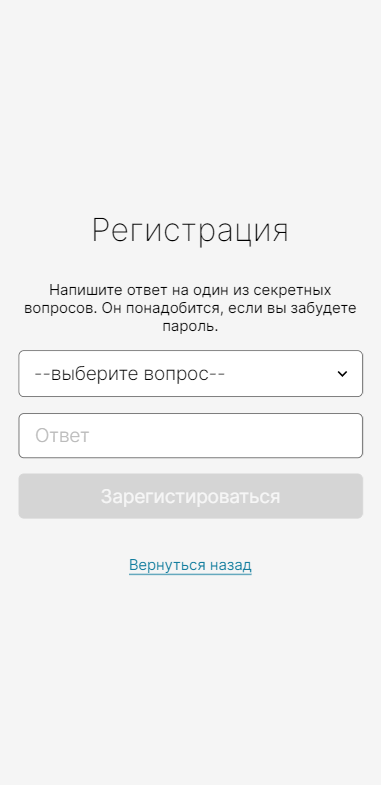 Регистрация
Напишите ответ на один из секретных
вопросов. Он понадобится, если вы забудете
пароль.
--выберите вопрос--
Ответ
Зарегистироваться
Вернуться назад